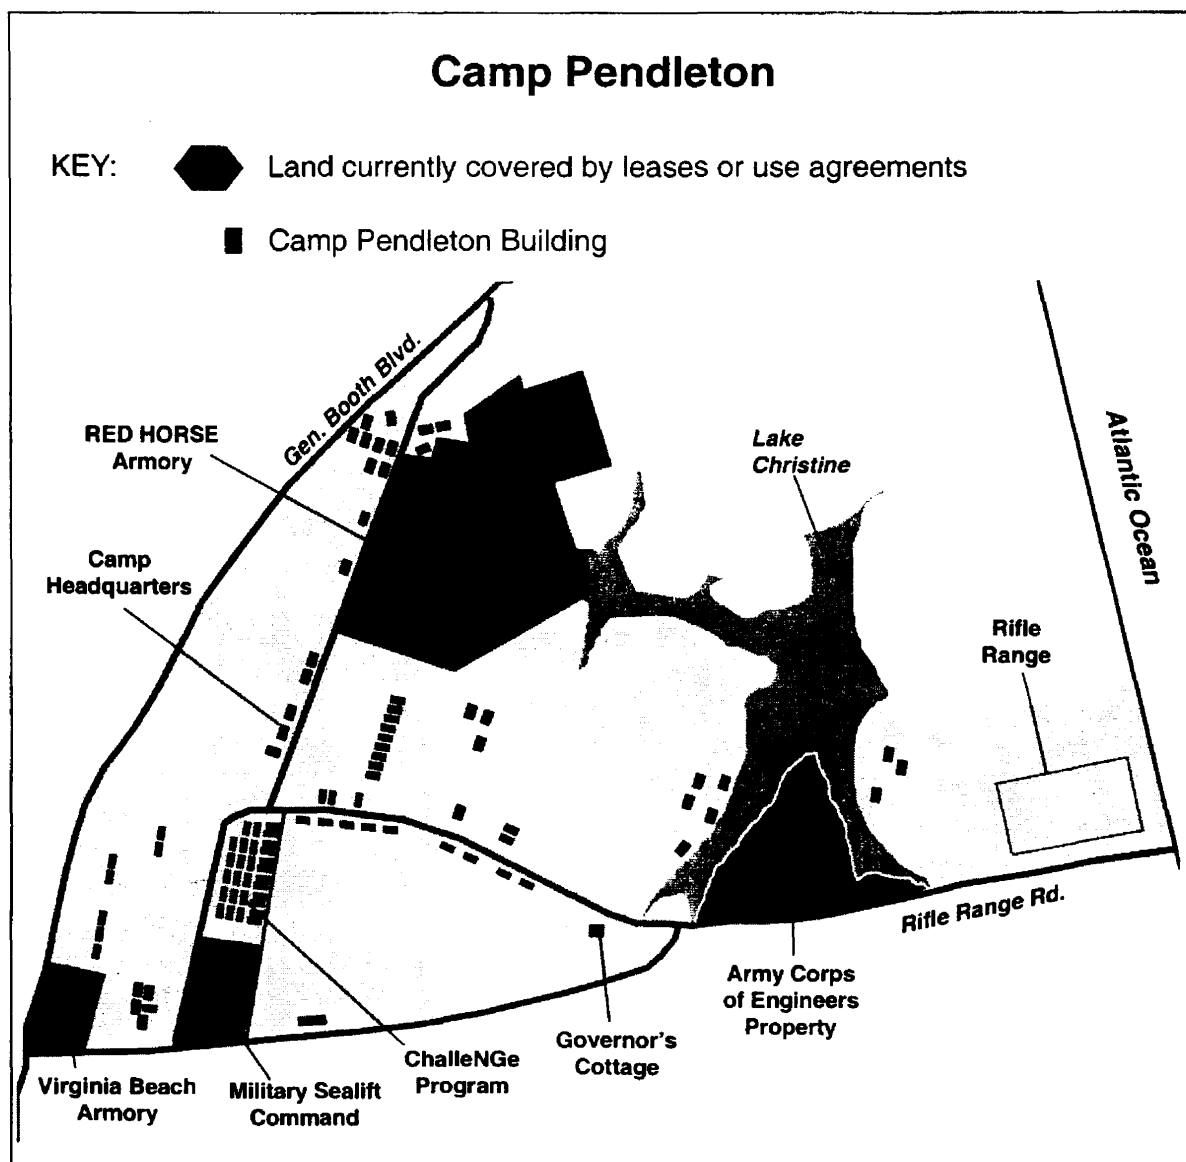 Camp Pendleton
KEY:
Land currently covered by leases or use agreements
Camp Pendleton Building
Gen. Booth Blvd.
RED HORSE
Armory
Lake
Christine
Atlantic Ocean
Camp
Headquarters
Rifle
Range
Rifle Range Rd.
Army Corps
of Engineers
Property
Governor's
Cottage
ChalleNGe
Program
Military Sealift
Command
Virginia Beach
Armory